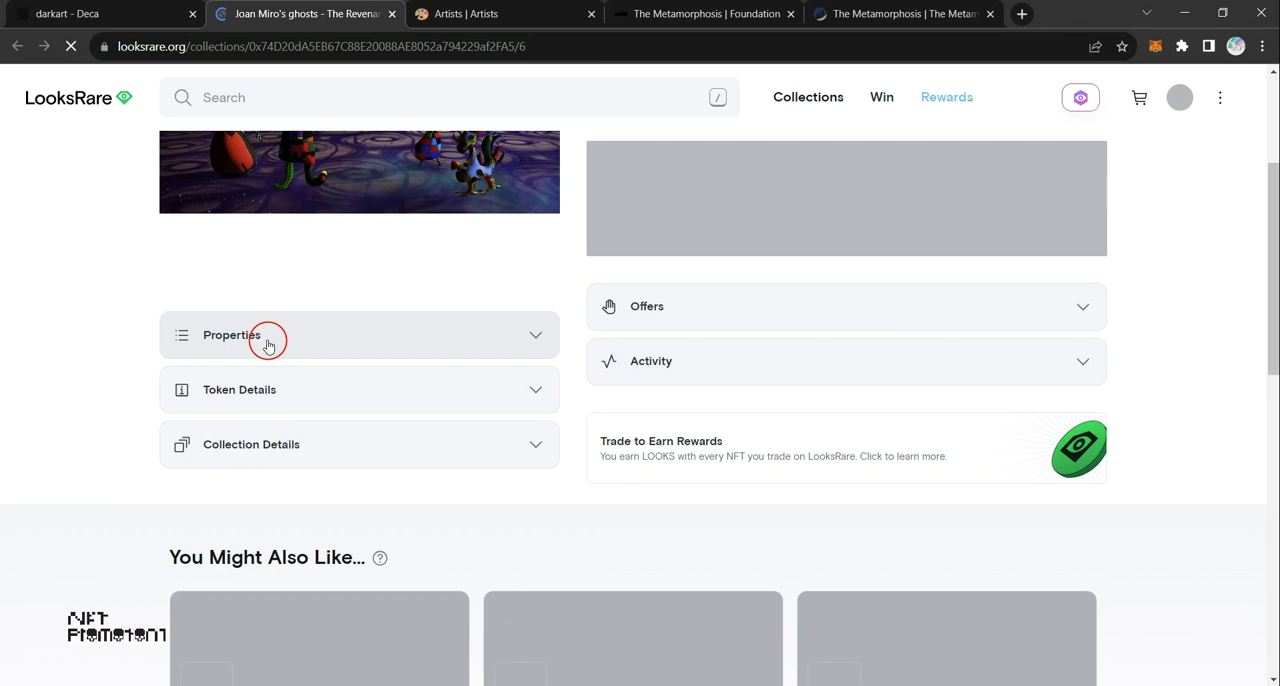 darkart - Deca
Joan Miro's ghosts - The Revenan
Artists | Artists
The Metamorphosis | Foundation
The Metamorphosis | The Metam
looksrare.org/collections/0x74D20dA5EB67C88E20088AE8052a794229af2FA5/6
LooksRare
Search
/
Collections
Win
Rewards
Properties
Token Details
Collection Details
Offers
Activity
Trade to Earn Rewards
You earn LOOKS with every NFT you trade on LooksRare. Click to learn more.
You Might Also Like... ?
NFT